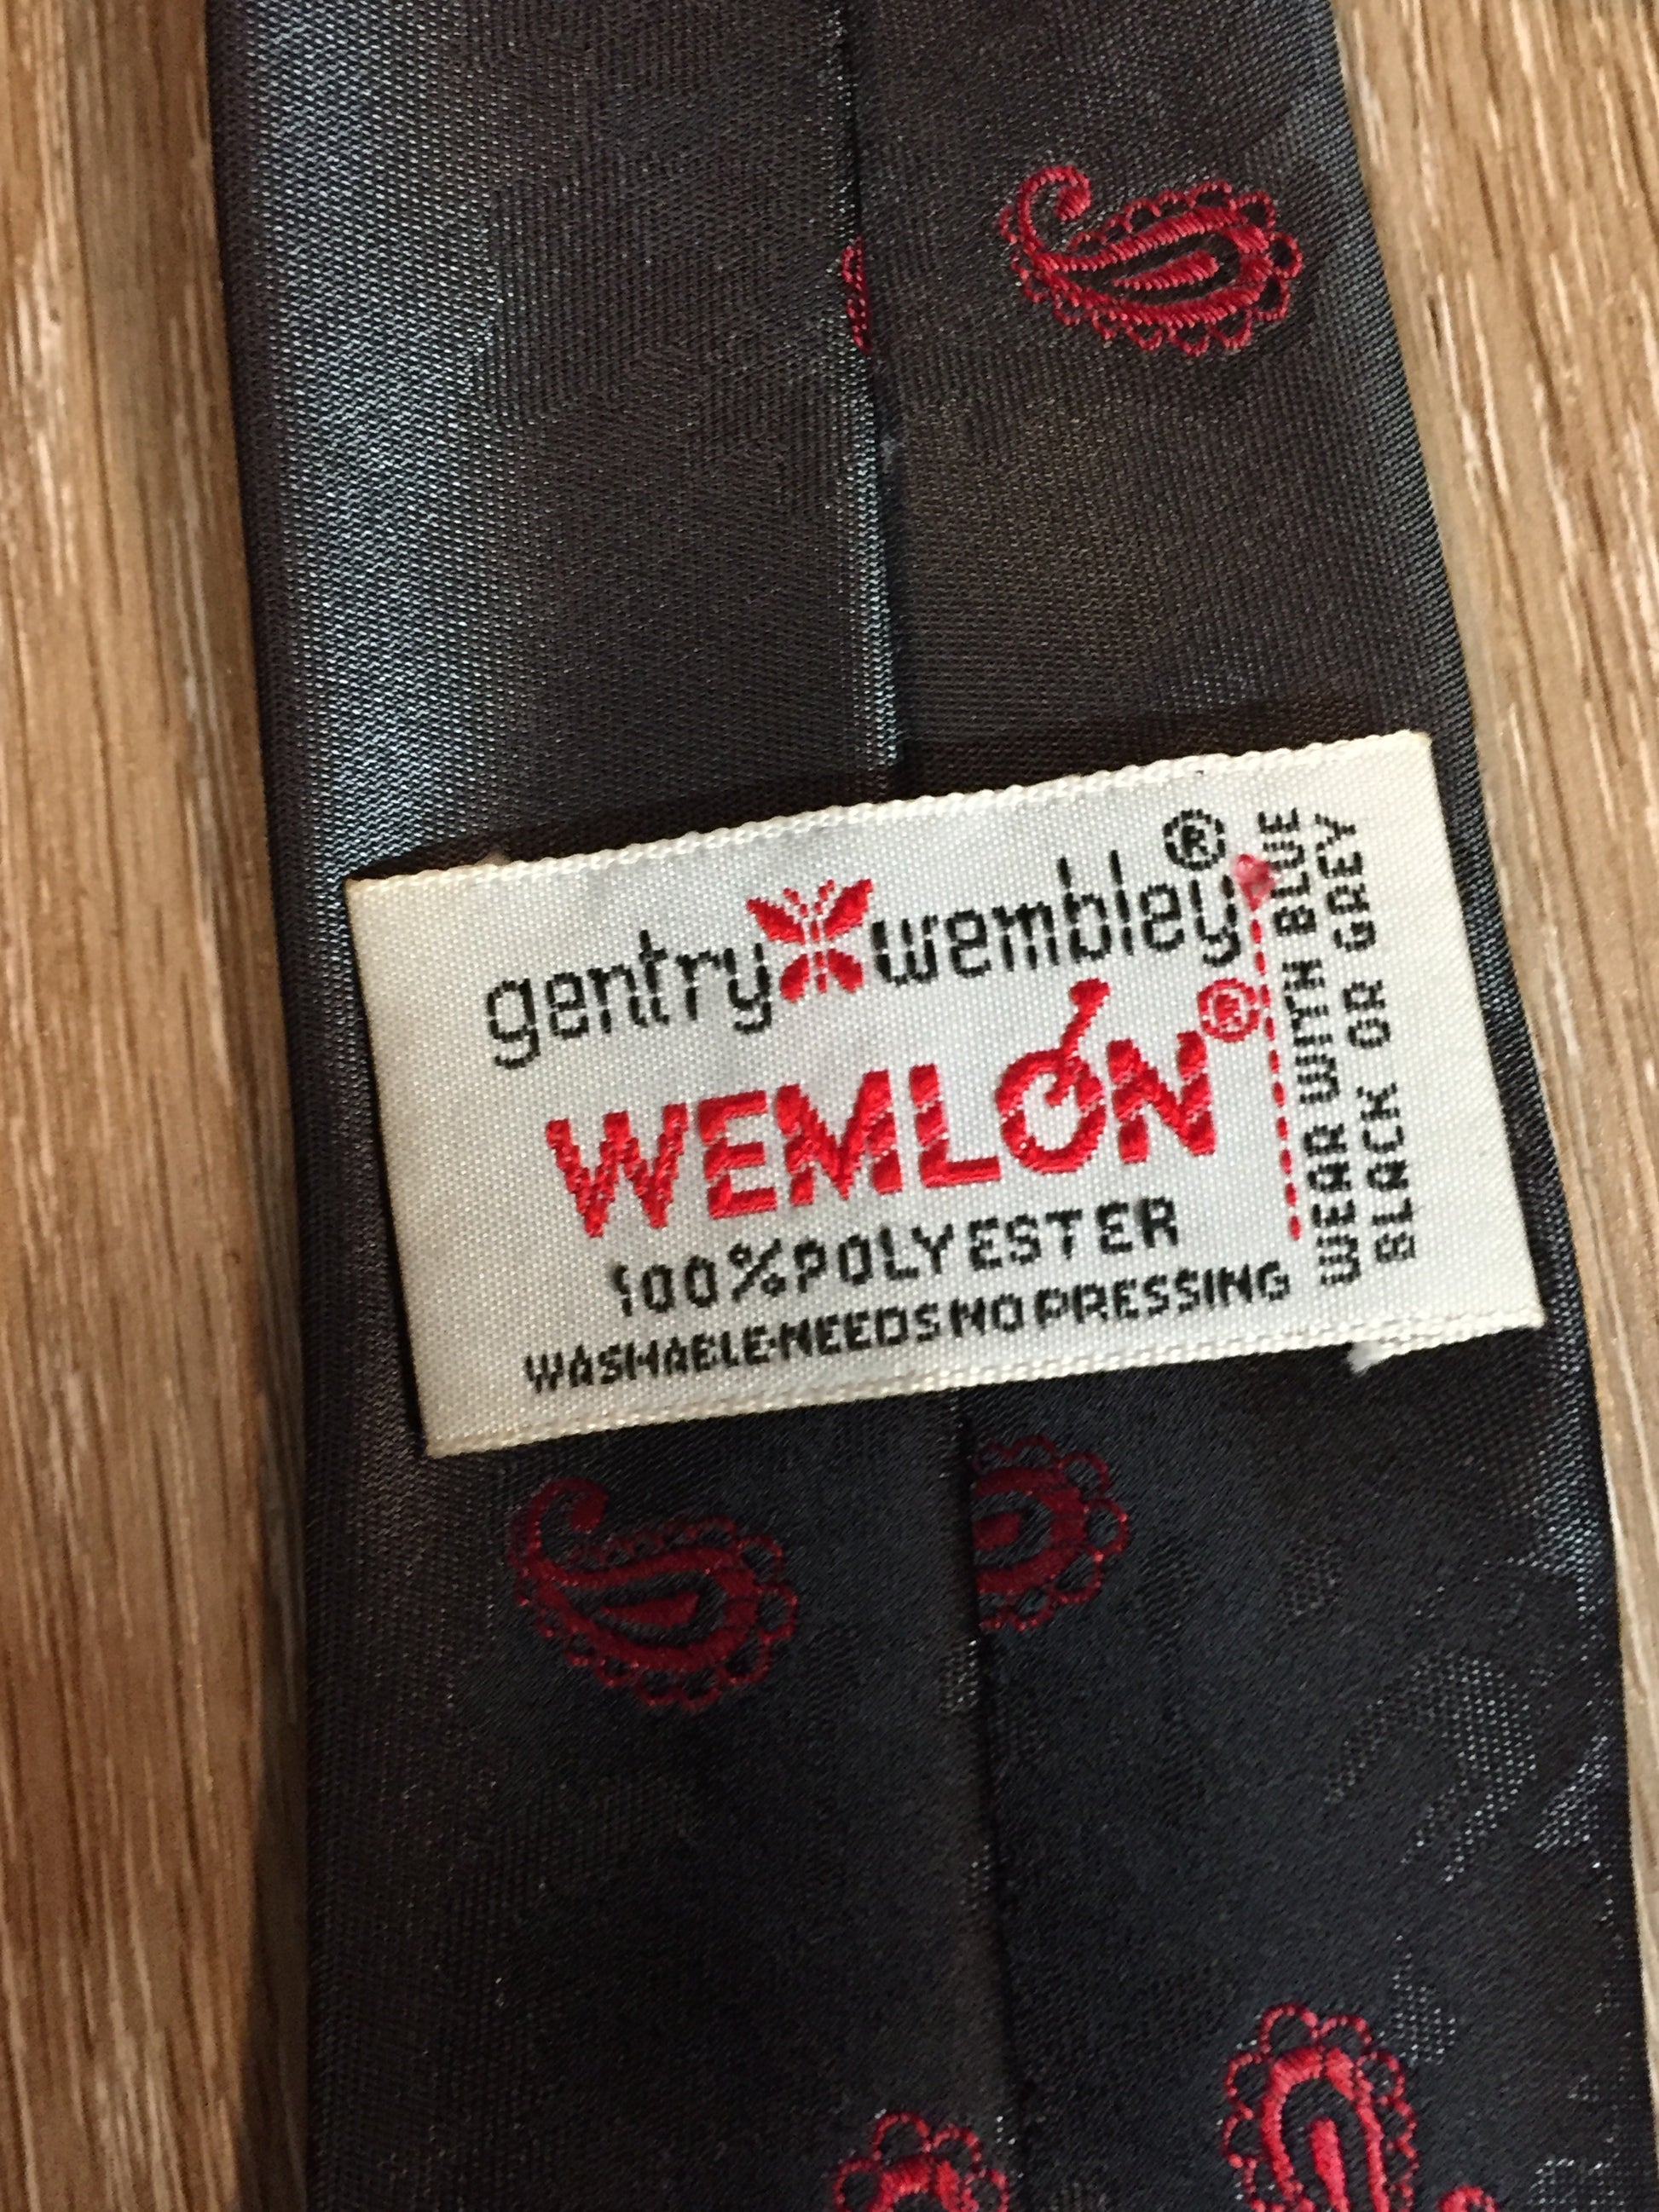 gentry wembley®
WEMLON®
100% POLYESTER
WASHABLE·NEEDS NO PRESSING
WEAR WITH BLUE
BLACK OR GREY